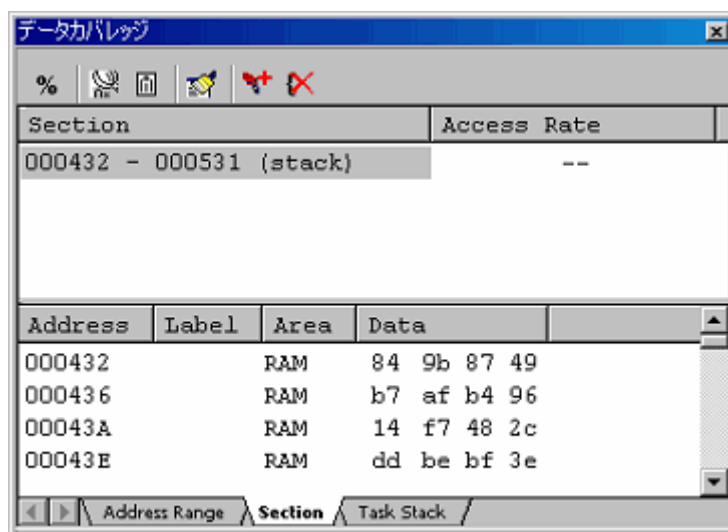 データカバレッジ
%
Section Access Rate
000432 - 000531 (stack) --
Address Label Area Data
000432 RAM 84 9b 87 49
000436 RAM b7 af b4 96
00043A RAM 14 f7 48 2c
00043E RAM dd be bf 3e
Address Range Section Task Stack